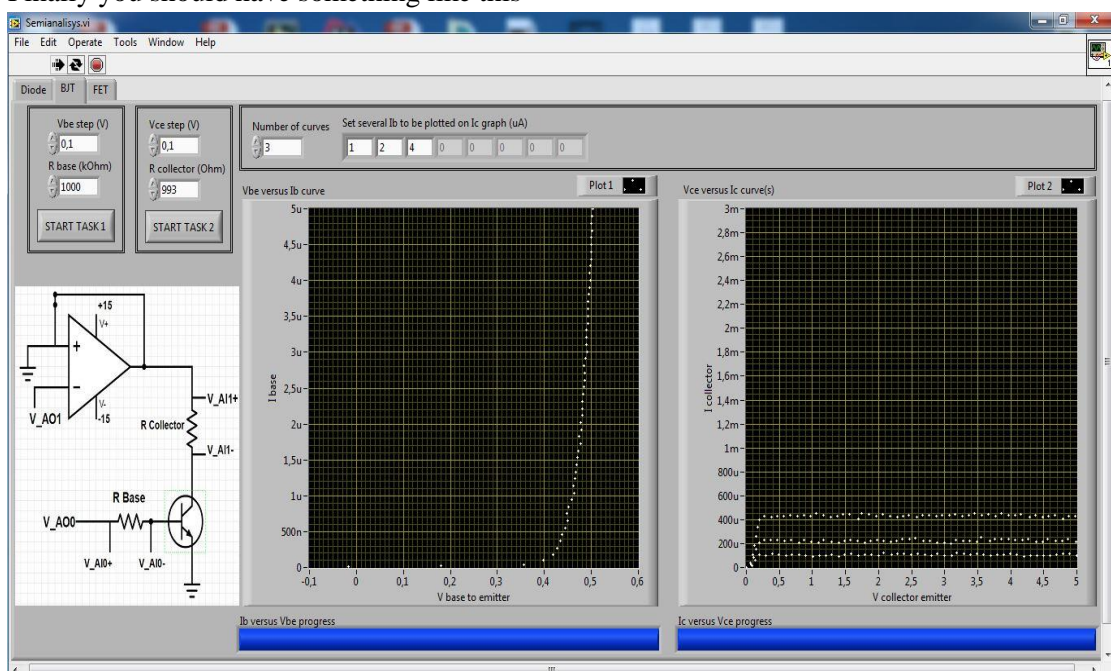 Semianalisys.vi
File Edit Operate Tools Window Help
Diode BJT FET
Vbe step (V)
0,1
R base (kOhm)
1000
START TASK 1
Vce step (V)
0,1
R collector (Ohm)
993
START TASK 2
Number of curves
3
Set several Ib to be plotted on Ic graph (uA)
1 2 4 0 0 0 0 0
+15
V+
+
-
V-
-15
V_AO1
R Collector
V_AI1+
V_AI1-
R Base
V_AO0
V_AI0+ V_AI0-
Vbe versus Ib curve
Plot 1
I base
5u
4,5u
4u
3,5u
3u
2,5u
2u
1,5u
1u
500n
0
-0,1 0 0,1 0,2 0,3 0,4 0,5 0,6
V base to emitter
Vce versus Ic curve(s)
Plot 2
I collector
3m
2,8m
2,6m
2,4m
2,2m
2m
1,8m
1,6m
1,4m
1,2m
1m
800u
600u
400u
200u
0
0 0,5 1 1,5 2 2,5 3 3,5 4 4,5 5
V collector emitter
Ib versus Vbe progress
Ic versus Vce progress